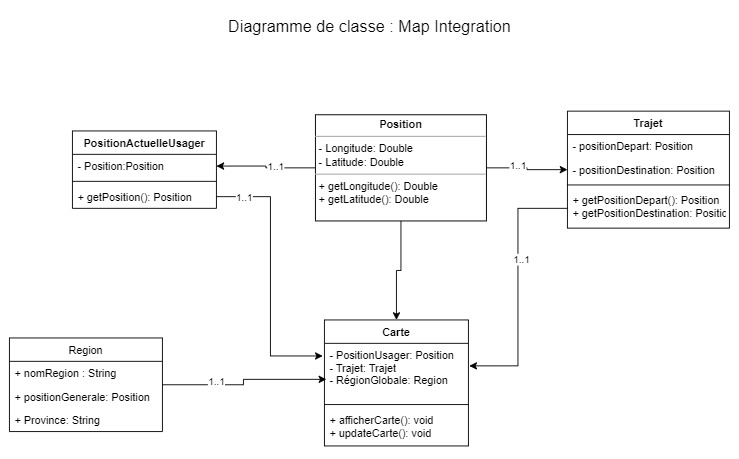 Diagramme de classe : Map Integration
PositionActuelleUsager
- Position:Position
+ getPosition(): Position
Position
- Longitude: Double
- Latitude: Double
+ getLongitude(): Double
+ getLatitude(): Double
Trajet
- positionDepart: Position
- positionDestination: Position
+ getPositionDepart(): Position
+ getPositionDestination: Positic
1..1
1..1
1..1
1..1
Carte
- PositionUsager: Position
- Trajet: Trajet
- RégionGlobale: Region
+ afficherCarte(): void
+ updateCarte(): void
Region
+ nomRegion : String
+ positionGenerale: Position
+ Province: String
1..1